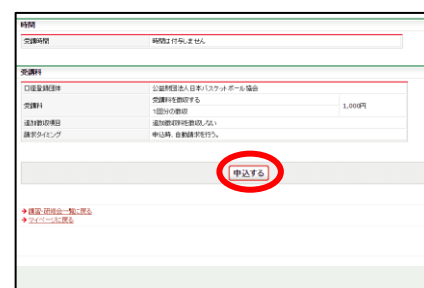 時間
受講時間 時間は付与しません
受講料
口座登録団体 公益財団法人日本バスケットボール協会
受講料 受講料を徴収する
1回分の徴収 1,000円
追加徴収項目 追加徴収料を徴収しない
請求タイミング 申込時、自動請求を行う。
申込する
講習・研修会一覧に戻る
マイページに戻る